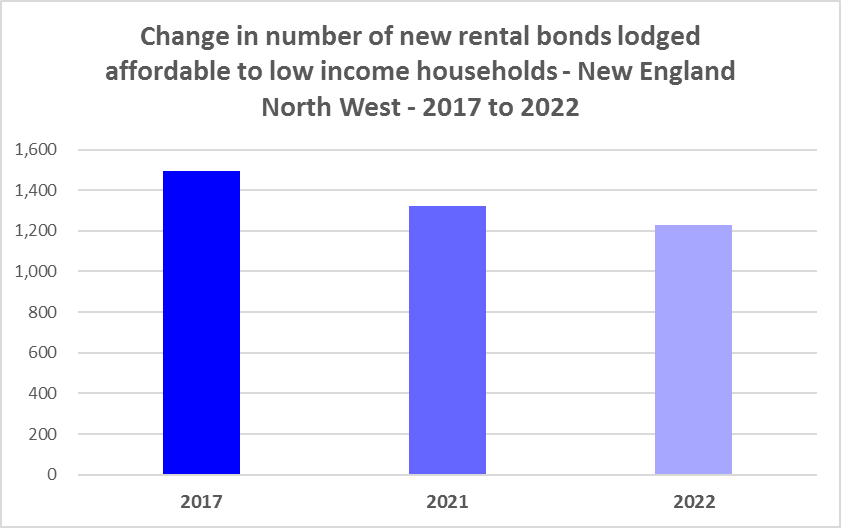 Change in number of new rental bonds lodged
affordable to low income households - New England
North West - 2017 to 2022
1,600
1,400
1,200
1,000
800
600
400
200
0
2017 2021 2022